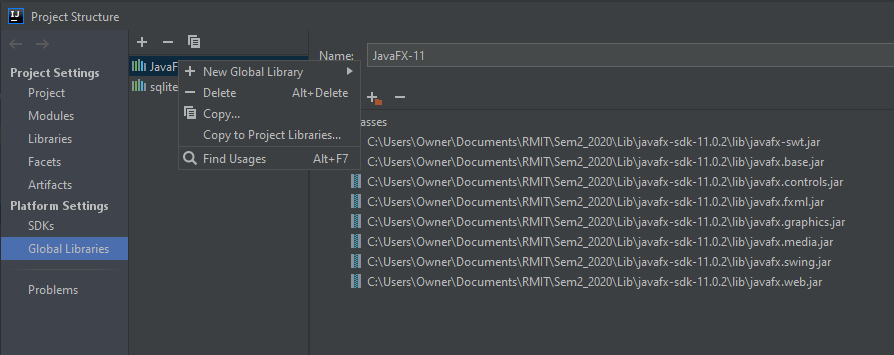 IJ Project Structure
Project Settings
Project
Modules
Libraries
Facets
Artifacts
Platform Settings
SDKs
Global Libraries
Problems
JavaF
sqlite
New Global Library
Delete Alt+Delete
Copy...
Copy to Project Libraries...
Find Usages Alt+F7
Name: JavaFX-11
asses
C:\Users\Owner\Documents\RMIT\Sem2_2020\Lib\javafx-sdk-11.0.2\lib\javafx-swt.jar
C:\Users\Owner\Documents\RMIT\Sem2_2020\Lib\javafx-sdk-11.0.2\lib\javafx.base.jar
C:\Users\Owner\Documents\RMIT\Sem2_2020\Lib\javafx-sdk-11.0.2\lib\javafx.controls.jar
C:\Users\Owner\Documents\RMIT\Sem2_2020\Lib\javafx-sdk-11.0.2\lib\javafx.fxml.jar
C:\Users\Owner\Documents\RMIT\Sem2_2020\Lib\javafx-sdk-11.0.2\lib\javafx.graphics.jar
C:\Users\Owner\Documents\RMIT\Sem2_2020\Lib\javafx-sdk-11.0.2\lib\javafx.media.jar
C:\Users\Owner\Documents\RMIT\Sem2_2020\Lib\javafx-sdk-11.0.2\lib\javafx.swing.jar
C:\Users\Owner\Documents\RMIT\Sem2_2020\Lib\javafx-sdk-11.0.2\lib\javafx.web.jar